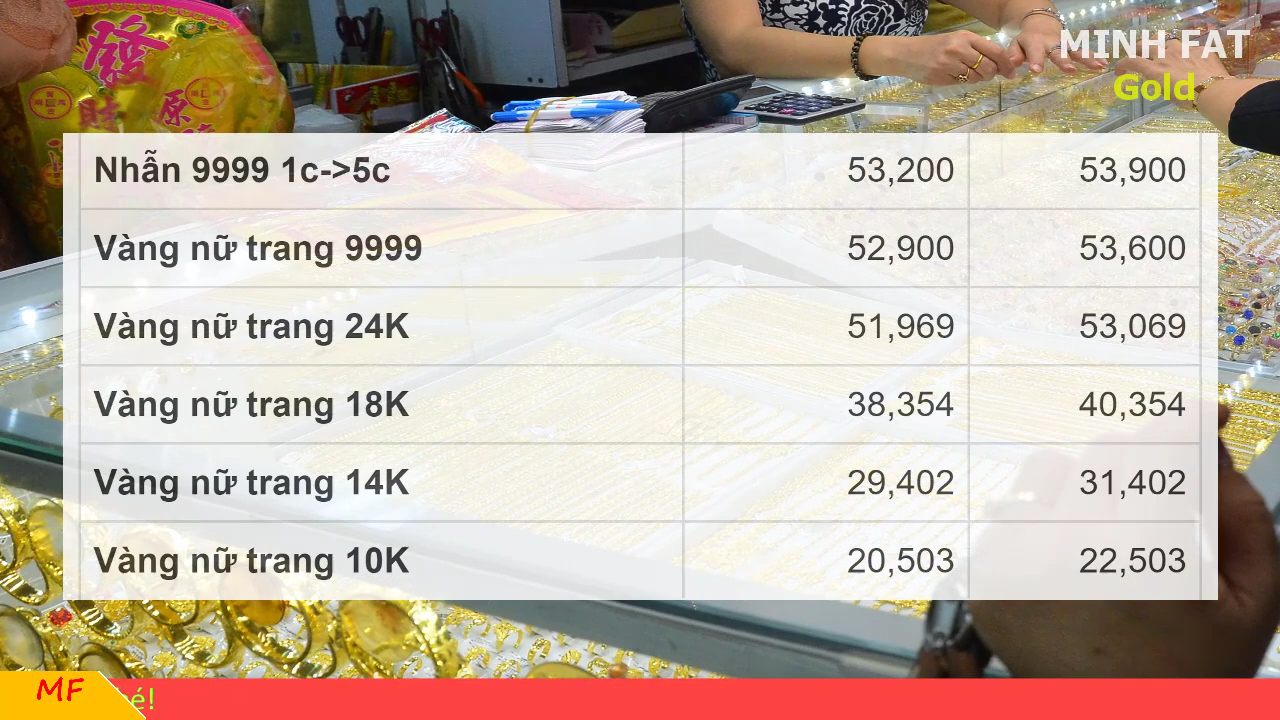 發
財
MINH FAT
Gold
Nhẫn 9999 1c->5c 53,200 53,900
Vàng nữ trang 9999 52,900 53,600
Vàng nữ trang 24K 51,969 53,069
Vàng nữ trang 18K 38,354 40,354
Vàng nữ trang 14K 29,402 31,402
Vàng nữ trang 10K 20,503 22,503
MF
é!